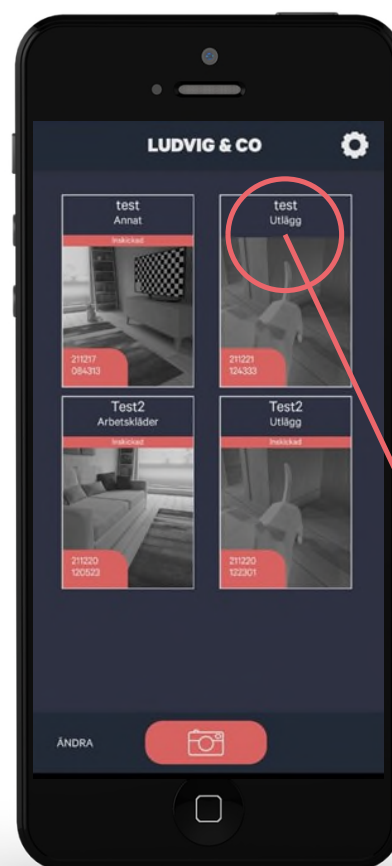 LUDVIG & CO
test
Annat
Inskickad
211217
084313
test
Utlägg
211221
124333
Test2
Arbetskläder
Inskickad
211220
120523
Test2
Utlägg
Inskickad
211220
122301
ÄNDRA